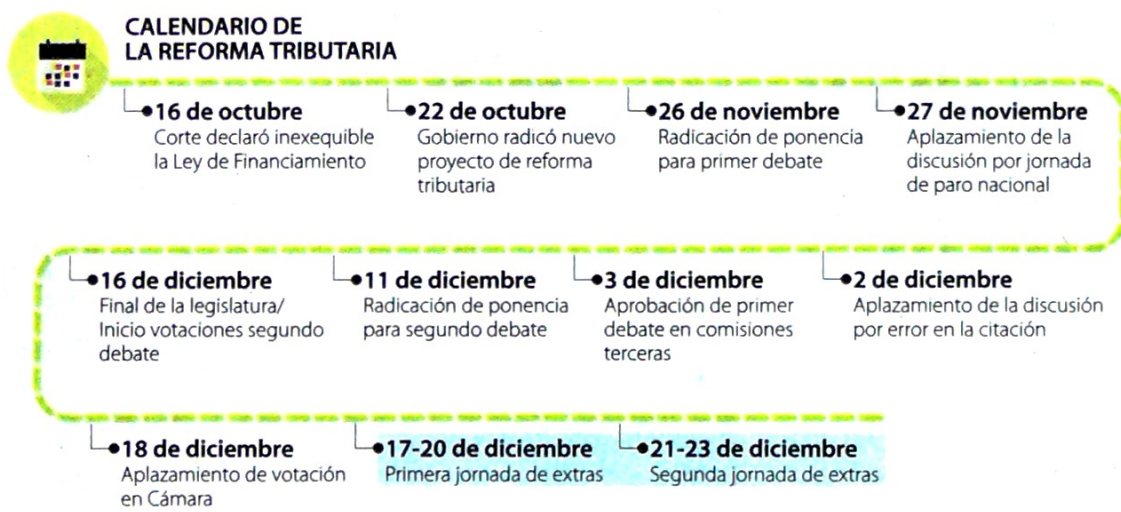 CALENDARIO DE
LA REFORMA TRIBUTARIA
16 de octubre
Corte declaró inexequible
la Ley de Financiamiento
22 de octubre
Gobierno radicó nuevo
proyecto de reforma
tributaria
26 de noviembre
Radicación de ponencia
para primer debate
27 de noviembre
Aplazamiento de la
discusión por jornada
de paro nacional
16 de diciembre
Final de la legislatura/
Inicio votaciones segundo
debate
11 de diciembre
Radicación de ponencia
para segundo debate
3 de diciembre
Aprobación de primer
debate en comisiones
terceras
2 de diciembre
Aplazamiento de la discusión
por error en la citación
18 de diciembre
Aplazamiento de votación
en Cámara
17-20 de diciembre
Primera jornada de extras
21-23 de diciembre
Segunda jornada de extras